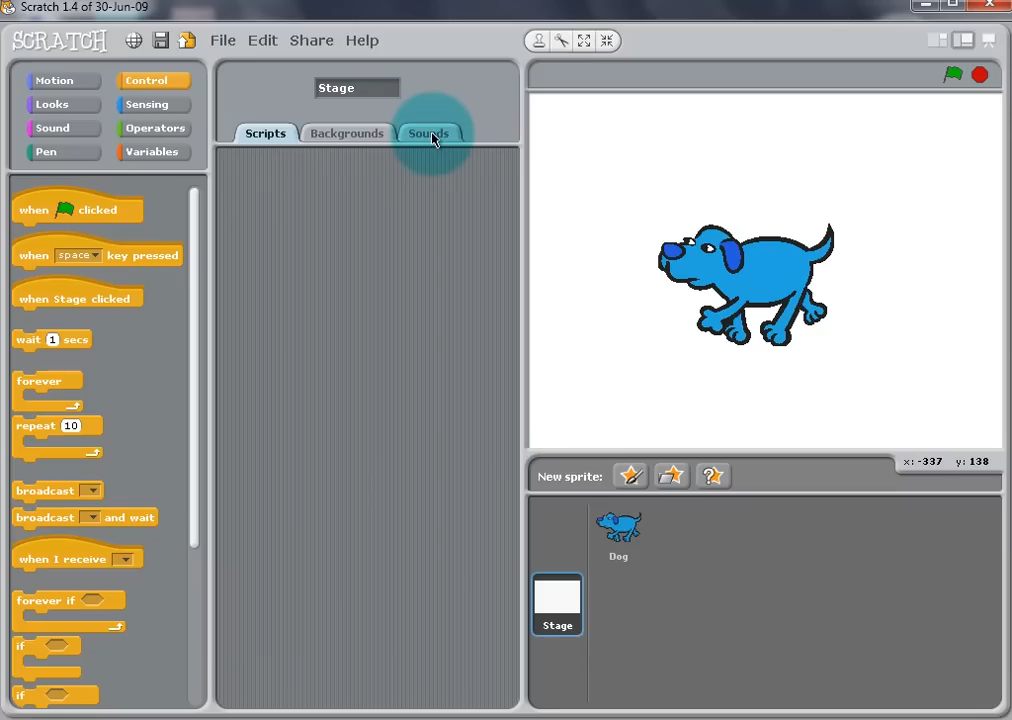 Scratch 1.4 of 30-Jun-09
SCRATCH File Edit Share Help
Motion Control
Looks Sensing
Sound Operators
Pen Variables
Stage
Scripts Backgrounds Sounds
when clicked
when space key pressed
when Stage clicked
wait 1 secs
forever
repeat 10
broadcast
broadcast and wait
when I receive
forever if
if
if
x: -337 y: 138
New sprite:
Dog
Stage